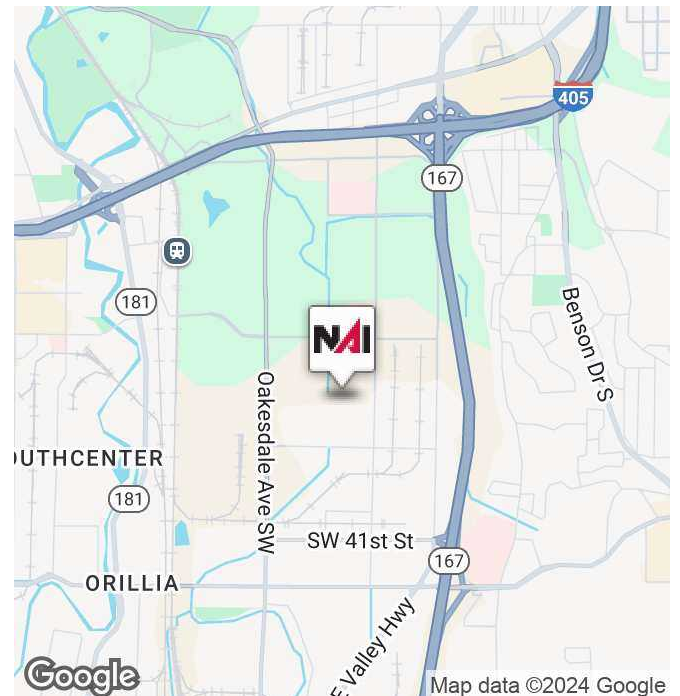 405
167
181
NAI
Benson Dr S
Oakesdale Ave SW
OUTHCENTER
181
SW 41st St
167
ORILLIA
E Valley Hwy
Google
Map data ©2024 Google